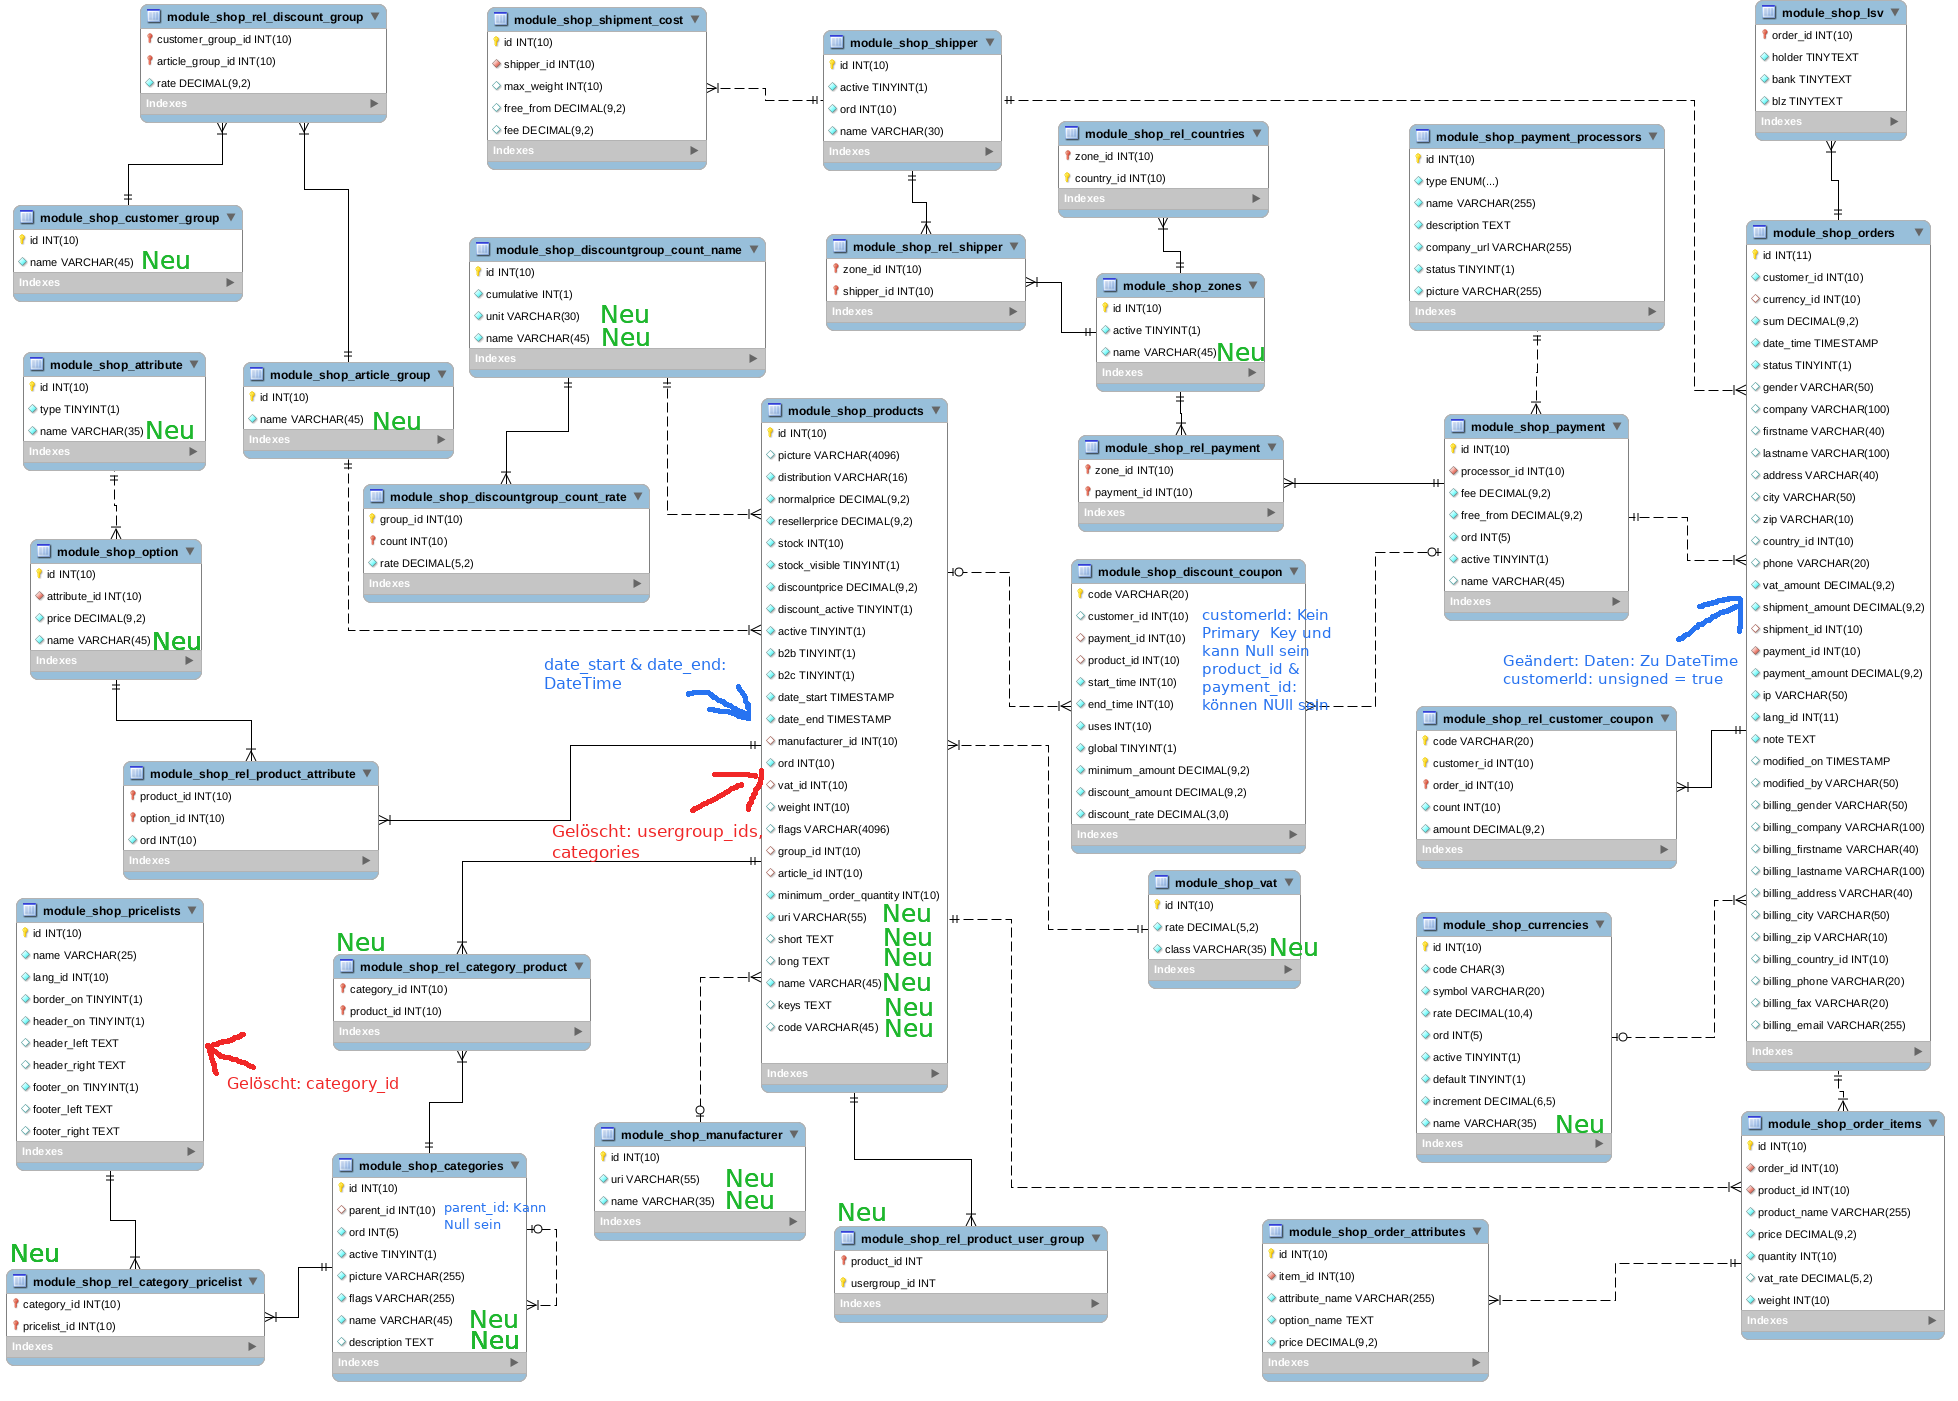 module_shop_rel_discount_group
customer_group_id INT(10)
article_group_id INT(10)
rate DECIMAL(9,2)
Indexes
module_shop_shipment_cost
id INT(10)
shipper_id INT(10)
max_weight INT(10)
free_from DECIMAL(9,2)
fee DECIMAL(9,2)
Indexes
module_shop_shipper
id INT(10)
active TINYINT(1)
ord INT(10)
name VARCHAR(30)
Indexes
module_shop_rel_countries
zone_id INT(10)
country_id INT(10)
Indexes
module_shop_payment_processors
id INT(10)
type ENUM(...)
name VARCHAR(255)
description TEXT
company_url VARCHAR(255)
status TINYINT(1)
picture VARCHAR(255)
Indexes
module_shop_lsv
order_id INT(10)
holder TINYTEXT
bank TINYTEXT
blz TINYTEXT
Indexes
module_shop_customer_group
id INT(10)
name VARCHAR(45) Neu
Indexes
module_shop_discountgroup_count_name
id INT(10)
cumulative INT(1)
unit VARCHAR(30) Neu
name VARCHAR(45) Neu
Indexes
module_shop_rel_shipper
zone_id INT(10)
shipper_id INT(10)
Indexes
module_shop_zones
id INT(10)
active TINYINT(1)
name VARCHAR(45) Neu
Indexes
module_shop_orders
id INT(11)
customer_id INT(10)
currency_id INT(10)
sum DECIMAL(9,2)
date_time TIMESTAMP
status TINYINT(1)
gender VARCHAR(50)
company VARCHAR(100)
firstname VARCHAR(40)
lastname VARCHAR(100)
address VARCHAR(40)
city VARCHAR(50)
zip VARCHAR(10)
country_id INT(10)
phone VARCHAR(20)
vat_amount DECIMAL(9,2)
shipment_amount DECIMAL(9,2)
shipment_id INT(10)
payment_id INT(10)
payment_amount DECIMAL(9,2)
ip VARCHAR(50)
lang_id INT(11)
note TEXT
modified_on TIMESTAMP
modified_by VARCHAR(50)
billing_gender VARCHAR(50)
billing_company VARCHAR(100)
billing_firstname VARCHAR(40)
billing_lastname VARCHAR(100)
billing_address VARCHAR(40)
billing_city VARCHAR(50)
billing_zip VARCHAR(10)
billing_country_id INT(10)
billing_phone VARCHAR(20)
billing_fax VARCHAR(20)
billing_email VARCHAR(255)
Indexes
module_shop_attribute
id INT(10)
type TINYINT(1)
name VARCHAR(35) Neu
Indexes
module_shop_article_group
id INT(10)
name VARCHAR(45) Neu
Indexes
module_shop_discountgroup_count_rate
group_id INT(10)
count INT(10)
rate DECIMAL(5,2)
Indexes
module_shop_products
id INT(10)
picture VARCHAR(4096)
distribution VARCHAR(16)
normalprice DECIMAL(9,2)
resellerprice DECIMAL(9,2)
stock INT(10)
stock_visible TINYINT(1)
discountprice DECIMAL(9,2)
discount_active TINYINT(1)
active TINYINT(1)
b2b TINYINT(1)
b2c TINYINT(1)
date_start TIMESTAMP
date_end TIMESTAMP
manufacturer_id INT(10)
ord INT(10)
vat_id INT(10)
weight INT(10)
flags VARCHAR(4096)
group_id INT(10)
article_id INT(10)
minimum_order_quantity INT(10)
uri VARCHAR(55) Neu
short TEXT Neu
long TEXT Neu
name VARCHAR(45) Neu
keys TEXT Neu
code VARCHAR(45) Neu
Indexes
date_start & date_end:
DateTime
Gelöscht: usergroup_ids,
categories
module_shop_rel_payment
zone_id INT(10)
payment_id INT(10)
Indexes
module_shop_payment
id INT(10)
processor_id INT(10)
fee DECIMAL(9,2)
free_from DECIMAL(9,2)
ord INT(5)
active TINYINT(1)
name VARCHAR(45)
Indexes
Geändert: Daten: Zu DateTime
customerId: unsigned = true
module_shop_option
id INT(10)
attribute_id INT(10)
price DECIMAL(9,2)
name VARCHAR(45) Neu
Indexes
module_shop_discount_coupon
code VARCHAR(20)
customer_id INT(10)
payment_id INT(10)
product_id INT(10)
start_time INT(10)
end_time INT(10)
uses INT(10)
global TINYINT(1)
minimum_amount DECIMAL(9,2)
discount_amount DECIMAL(9,2)
discount_rate DECIMAL(3,0)
Indexes
customerId: Kein
Primary Key und
kann Null sein
product_id &
payment_id:
können NUll sein
module_shop_rel_customer_coupon
code VARCHAR(20)
customer_id INT(10)
order_id INT(10)
count INT(10)
amount DECIMAL(9,2)
Indexes
module_shop_rel_product_attribute
product_id INT(10)
option_id INT(10)
ord INT(10)
Indexes
module_shop_vat
id INT(10)
rate DECIMAL(5,2)
class VARCHAR(35) Neu
Indexes
module_shop_currencies
id INT(10)
code CHAR(3)
symbol VARCHAR(20)
rate DECIMAL(10,4)
ord INT(5)
active TINYINT(1)
default TINYINT(1)
increment DECIMAL(6,5)
name VARCHAR(35) Neu
Indexes
module_shop_pricelists
id INT(10)
name VARCHAR(25)
lang_id INT(10)
border_on TINYINT(1)
header_on TINYINT(1)
header_left TEXT
header_right TEXT
footer_on TINYINT(1)
footer_left TEXT
footer_right TEXT
Indexes
Gelöscht: category_id
Neu
module_shop_rel_category_product
category_id INT(10)
product_id INT(10)
Indexes
module_shop_manufacturer
id INT(10)
uri VARCHAR(55) Neu
name VARCHAR(35) Neu
Indexes
module_shop_categories
id INT(10)
parent_id INT(10)
ord INT(5)
active TINYINT(1)
picture VARCHAR(255)
flags VARCHAR(255)
name VARCHAR(45) Neu
description TEXT Neu
Indexes
parent_id: Kann
Null sein
Neu
module_shop_rel_category_pricelist
category_id INT(10)
pricelist_id INT(10)
Indexes
Neu
module_shop_rel_product_user_group
product_id INT
usergroup_id INT
Indexes
module_shop_order_attributes
id INT(10)
item_id INT(10)
attribute_name VARCHAR(255)
option_name TEXT
price DECIMAL(9,2)
Indexes
module_shop_order_items
id INT(10)
order_id INT(10)
product_id INT(10)
product_name VARCHAR(255)
price DECIMAL(9,2)
quantity INT(10)
vat_rate DECIMAL(5,2)
weight INT(10)
Indexes